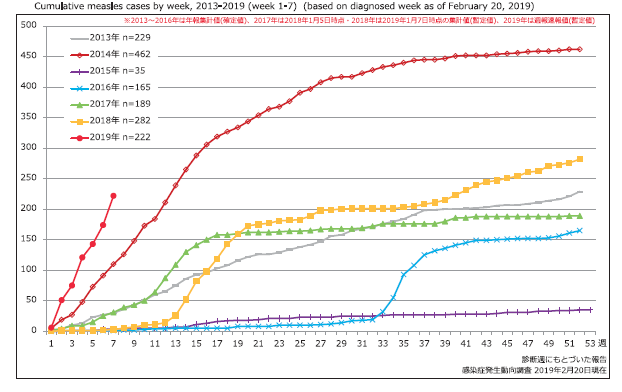 Cumulative measles cases by week, 2013-2019 (week 1-7) (based on diagnosed week as of February 20, 2019)
※2013～2016年は年報集計値(確定値)、2017年は2018年1月5日時点・2018年は2019年1月7日時点の集計値(暫定値)、2019年は週報速報値(暫定値)
500
450
400
350
300
250
200
150
100
50
0
2013年 n=229
2014年 n=462
2015年 n=35
2016年 n=165
2017年 n=189
2018年 n=282
2019年 n=222
1 3 5 7 9 11 13 15 17 19 21 23 25 27 29 31 33 35 37 39 41 43 45 47 49 51 53 週
診断週にもとづいた報告
感染症発生動向調査 2019年2月20日現在